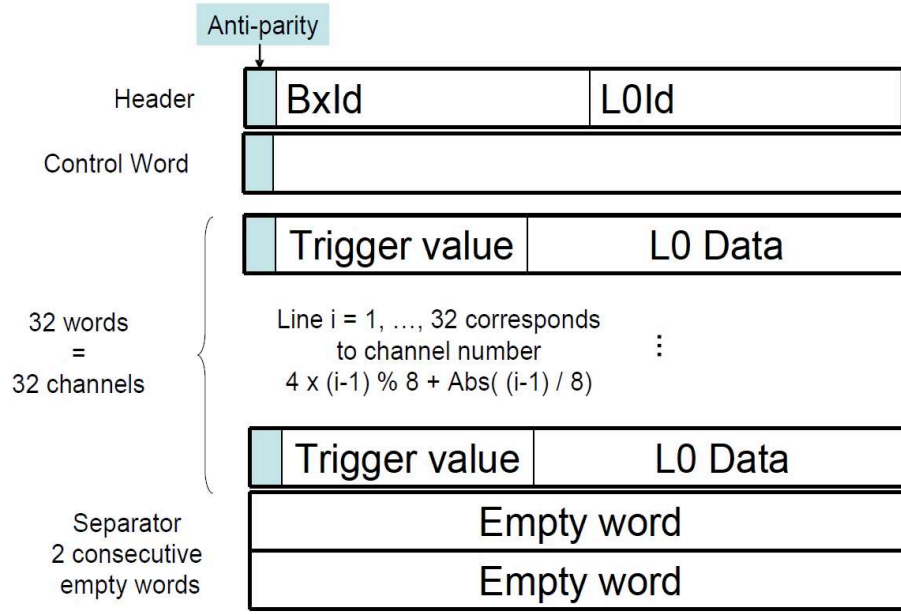 Anti-parity
Header
BxId
L0Id
Control Word
Trigger value
L0 Data
32 words
=
32 channels
Line i = 1, ..., 32 corresponds
to channel number
4 x (i-1) % 8 + Abs( (i-1) / 8)
⋮
Trigger value
L0 Data
Separator
2 consecutive
empty words
Empty word
Empty word